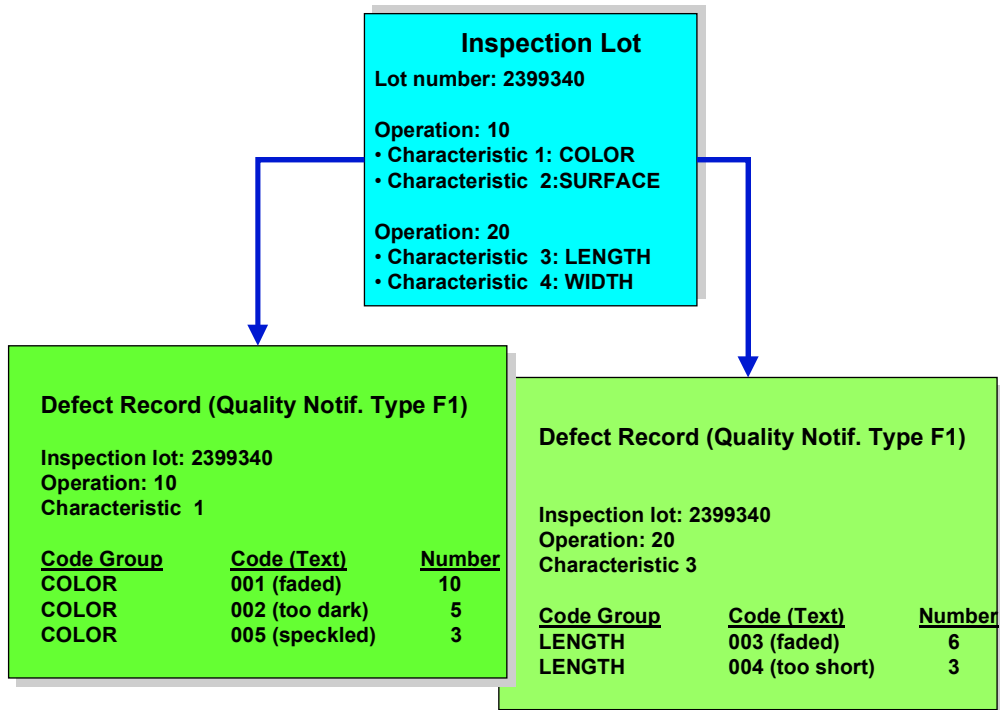 Inspection Lot
Lot number: 2399340
Operation: 10
• Characteristic 1: COLOR
• Characteristic 2:SURFACE
Operation: 20
• Characteristic 3: LENGTH
• Characteristic 4: WIDTH
Defect Record (Quality Notif. Type F1)
Inspection lot: 2399340
Operation: 10
Characteristic 1
Code Group Code (Text) Number
COLOR 001 (faded) 10
COLOR 002 (too dark) 5
COLOR 005 (speckled) 3
Defect Record (Quality Notif. Type F1)
Inspection lot: 2399340
Operation: 20
Characteristic 3
Code Group Code (Text) Number
LENGTH 003 (faded) 6
LENGTH 004 (too short) 3